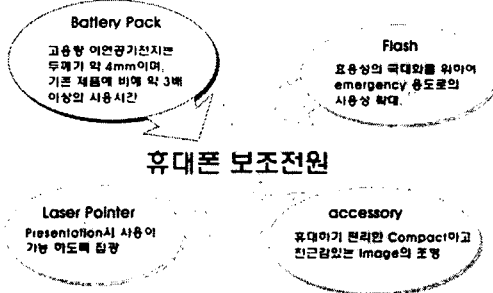 Battery Pack
고용량 아연공기전지는
두께가 약 4mm이며,
기존 제품에 비해 약 3배
이상의 사용시간
Flash
효용성의 극대화를 위하여
emergency 용도로의
사용성 확대.
휴대폰 보조전원
Laser Pointer
Presentation시 사용이
가능 하도록 집광
accessory
휴대하기 편리한 Compact하고
친근감있는 Image의 조형